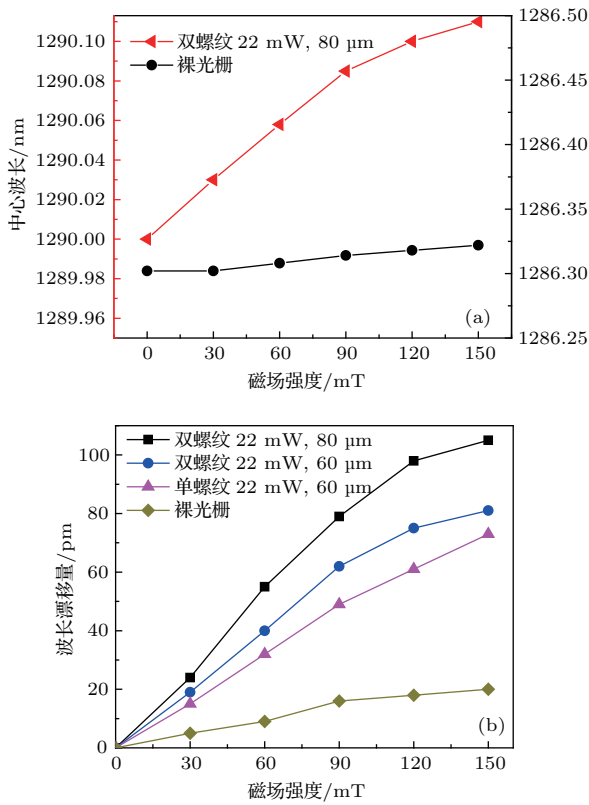 双螺纹 22 mW, 80 μm
裸光栅
1290.10
1290.08
1290.06
1290.04
1290.02
1290.00
1289.98
1289.96
中心波长/nm
1286.50
1286.45
1286.40
1286.35
1286.30
1286.25
(a)
0 30 60 90 120 150
磁场强度/mT
双螺纹 22 mW, 80 μm
双螺纹 22 mW, 60 μm
单螺纹 22 mW, 60 μm
裸光栅
100
80
60
40
20
0
波长漂移量/pm
(b)
0 30 60 90 120 150
磁场强度/mT